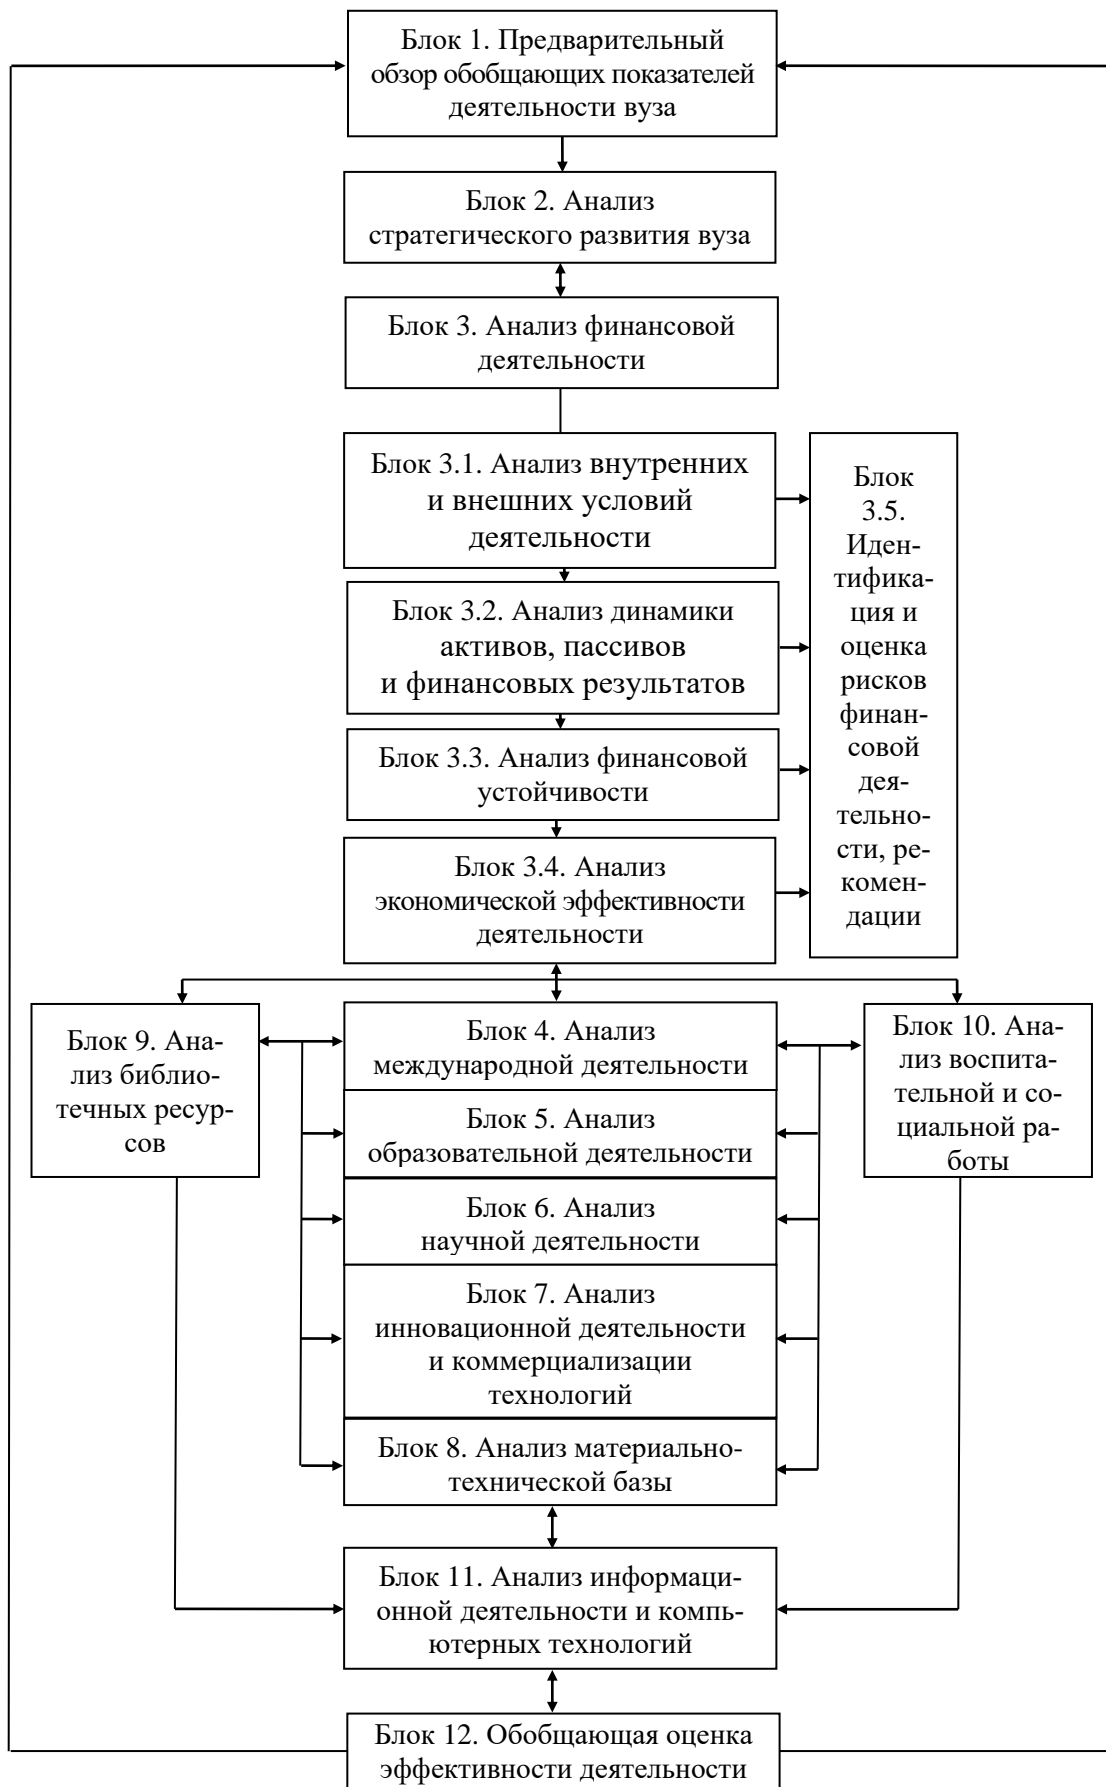 Блок 1. Предварительный
обзор обобщающих показателей
деятельности вуза
Блок 2. Анализ
стратегического развития вуза
Блок 3. Анализ финансовой
деятельности
Блок 3.1. Анализ внутренних
и внешних условий
деятельности
Блок 3.2. Анализ динамики
активов, пассивов
и финансовых результатов
Блок 3.3. Анализ финансовой
устойчивости
Блок 3.4. Анализ
экономической эффективности
деятельности
Блок
3.5.
Иден-
тифика-
ция и
оценка
рисков
финан-
совой
дея-
тельно-
сти, ре-
комен-
дации
Блок 9. Ана-
лиз библио-
течных ресур-
сов
Блок 4. Анализ
международной деятельности
Блок 5. Анализ
образовательной деятельности
Блок 6. Анализ
научной деятельности
Блок 7. Анализ
инновационной деятельности
и коммерциализации
технологий
Блок 8. Анализ материально-
технической базы
Блок 10. Ана-
лиз воспита-
тельной и со-
циальной ра-
боты
Блок 11. Анализ информаци-
онной деятельности и компь-
ютерных технологий
Блок 12. Обобщающая оценка
эффективности деятельности